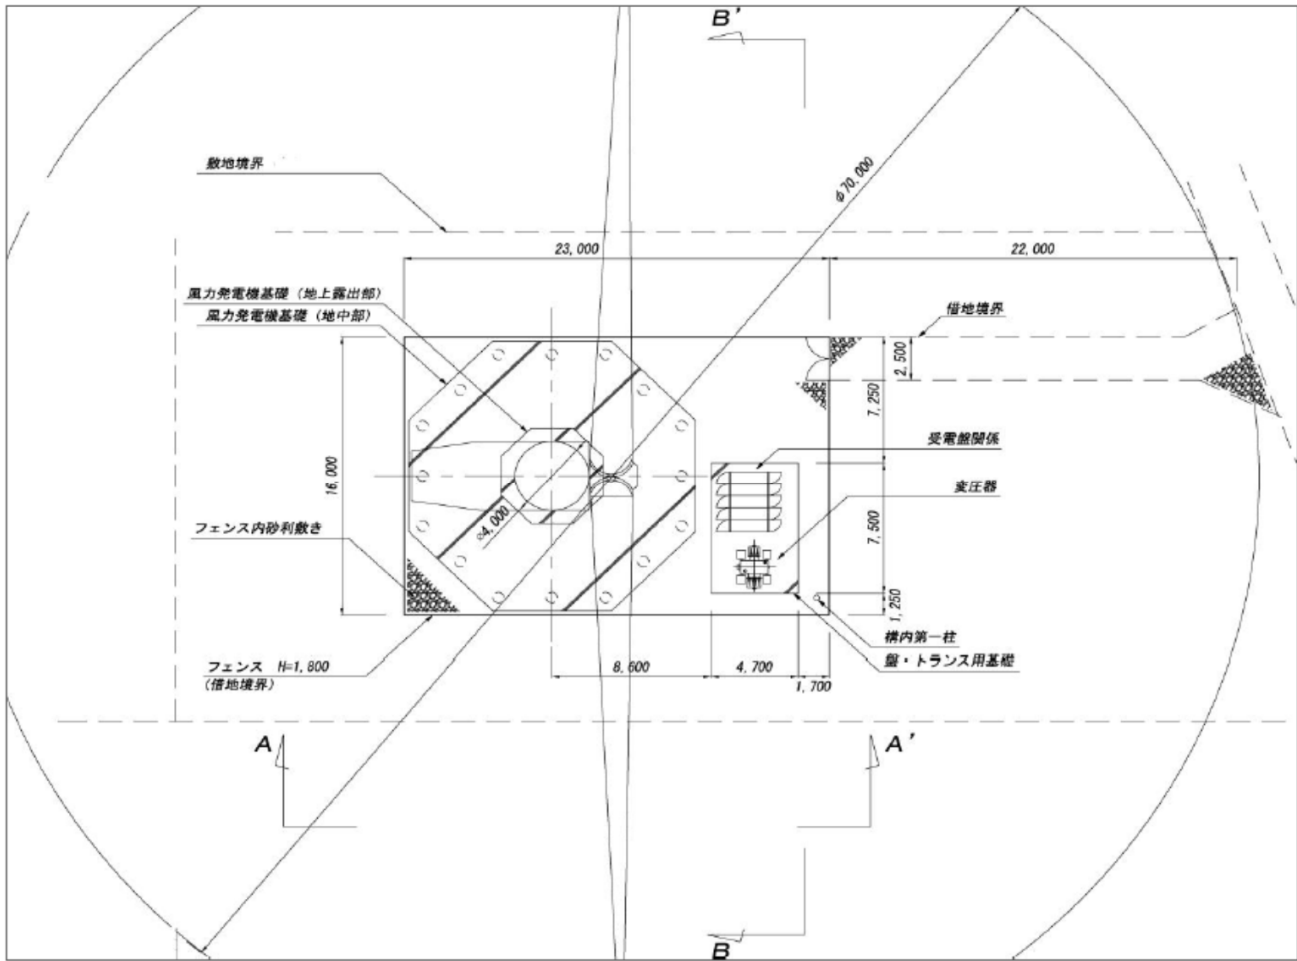 B'
敷地境界
φ70,000
23,000
22,000
風力発電機基礎（地上露出部）
風力発電機基礎（地中部）
借地境界
2,500
7,250
受電盤関係
変圧器
16,000
φ4,000
7,500
フェンス内砂利敷き
1,250
構内第一柱
盤・トランス用基礎
フェンス H=1,800
(借地境界)
8,600
4,700
1,700
A
A'
B